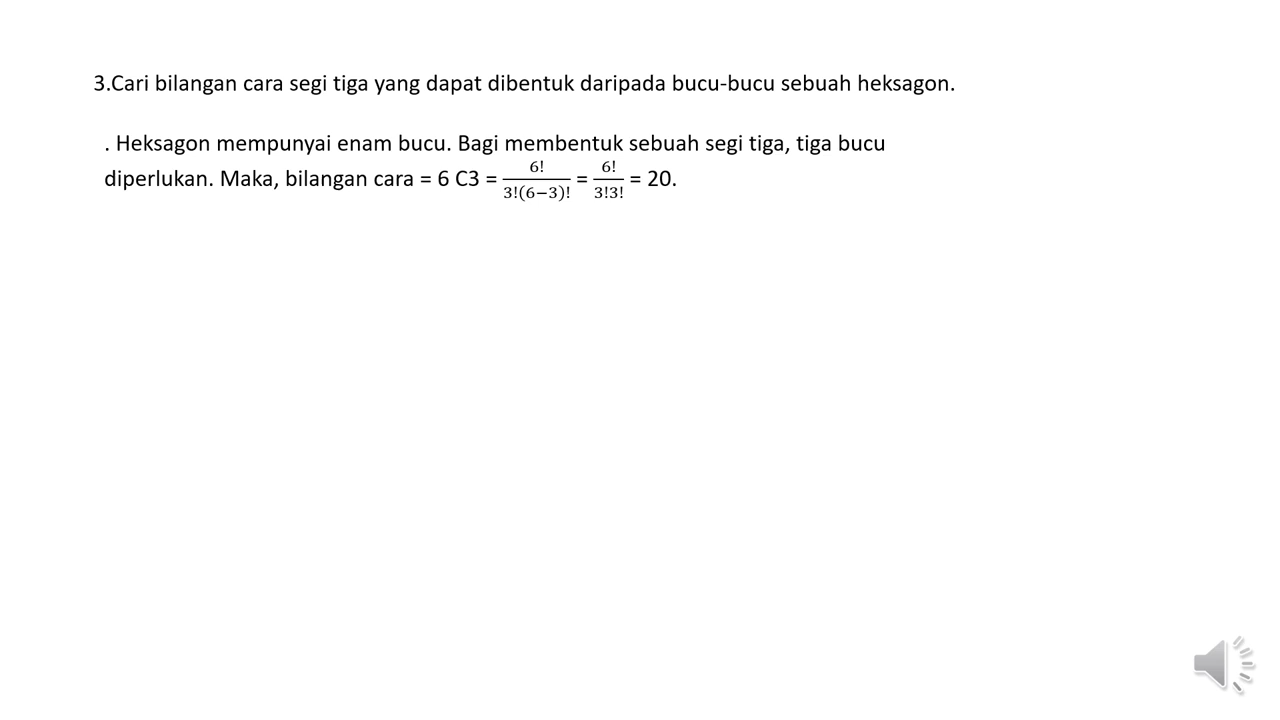 3.Cari bilangan cara segi tiga yang dapat dibentuk daripada bucu-bucu sebuah heksagon.
. Heksagon mempunyai enam bucu. Bagi membentuk sebuah segi tiga, tiga bucu
diperlukan. Maka, bilangan cara = 6 C3 = 6!/3!(6−3)! = 6!/3!3! = 20.